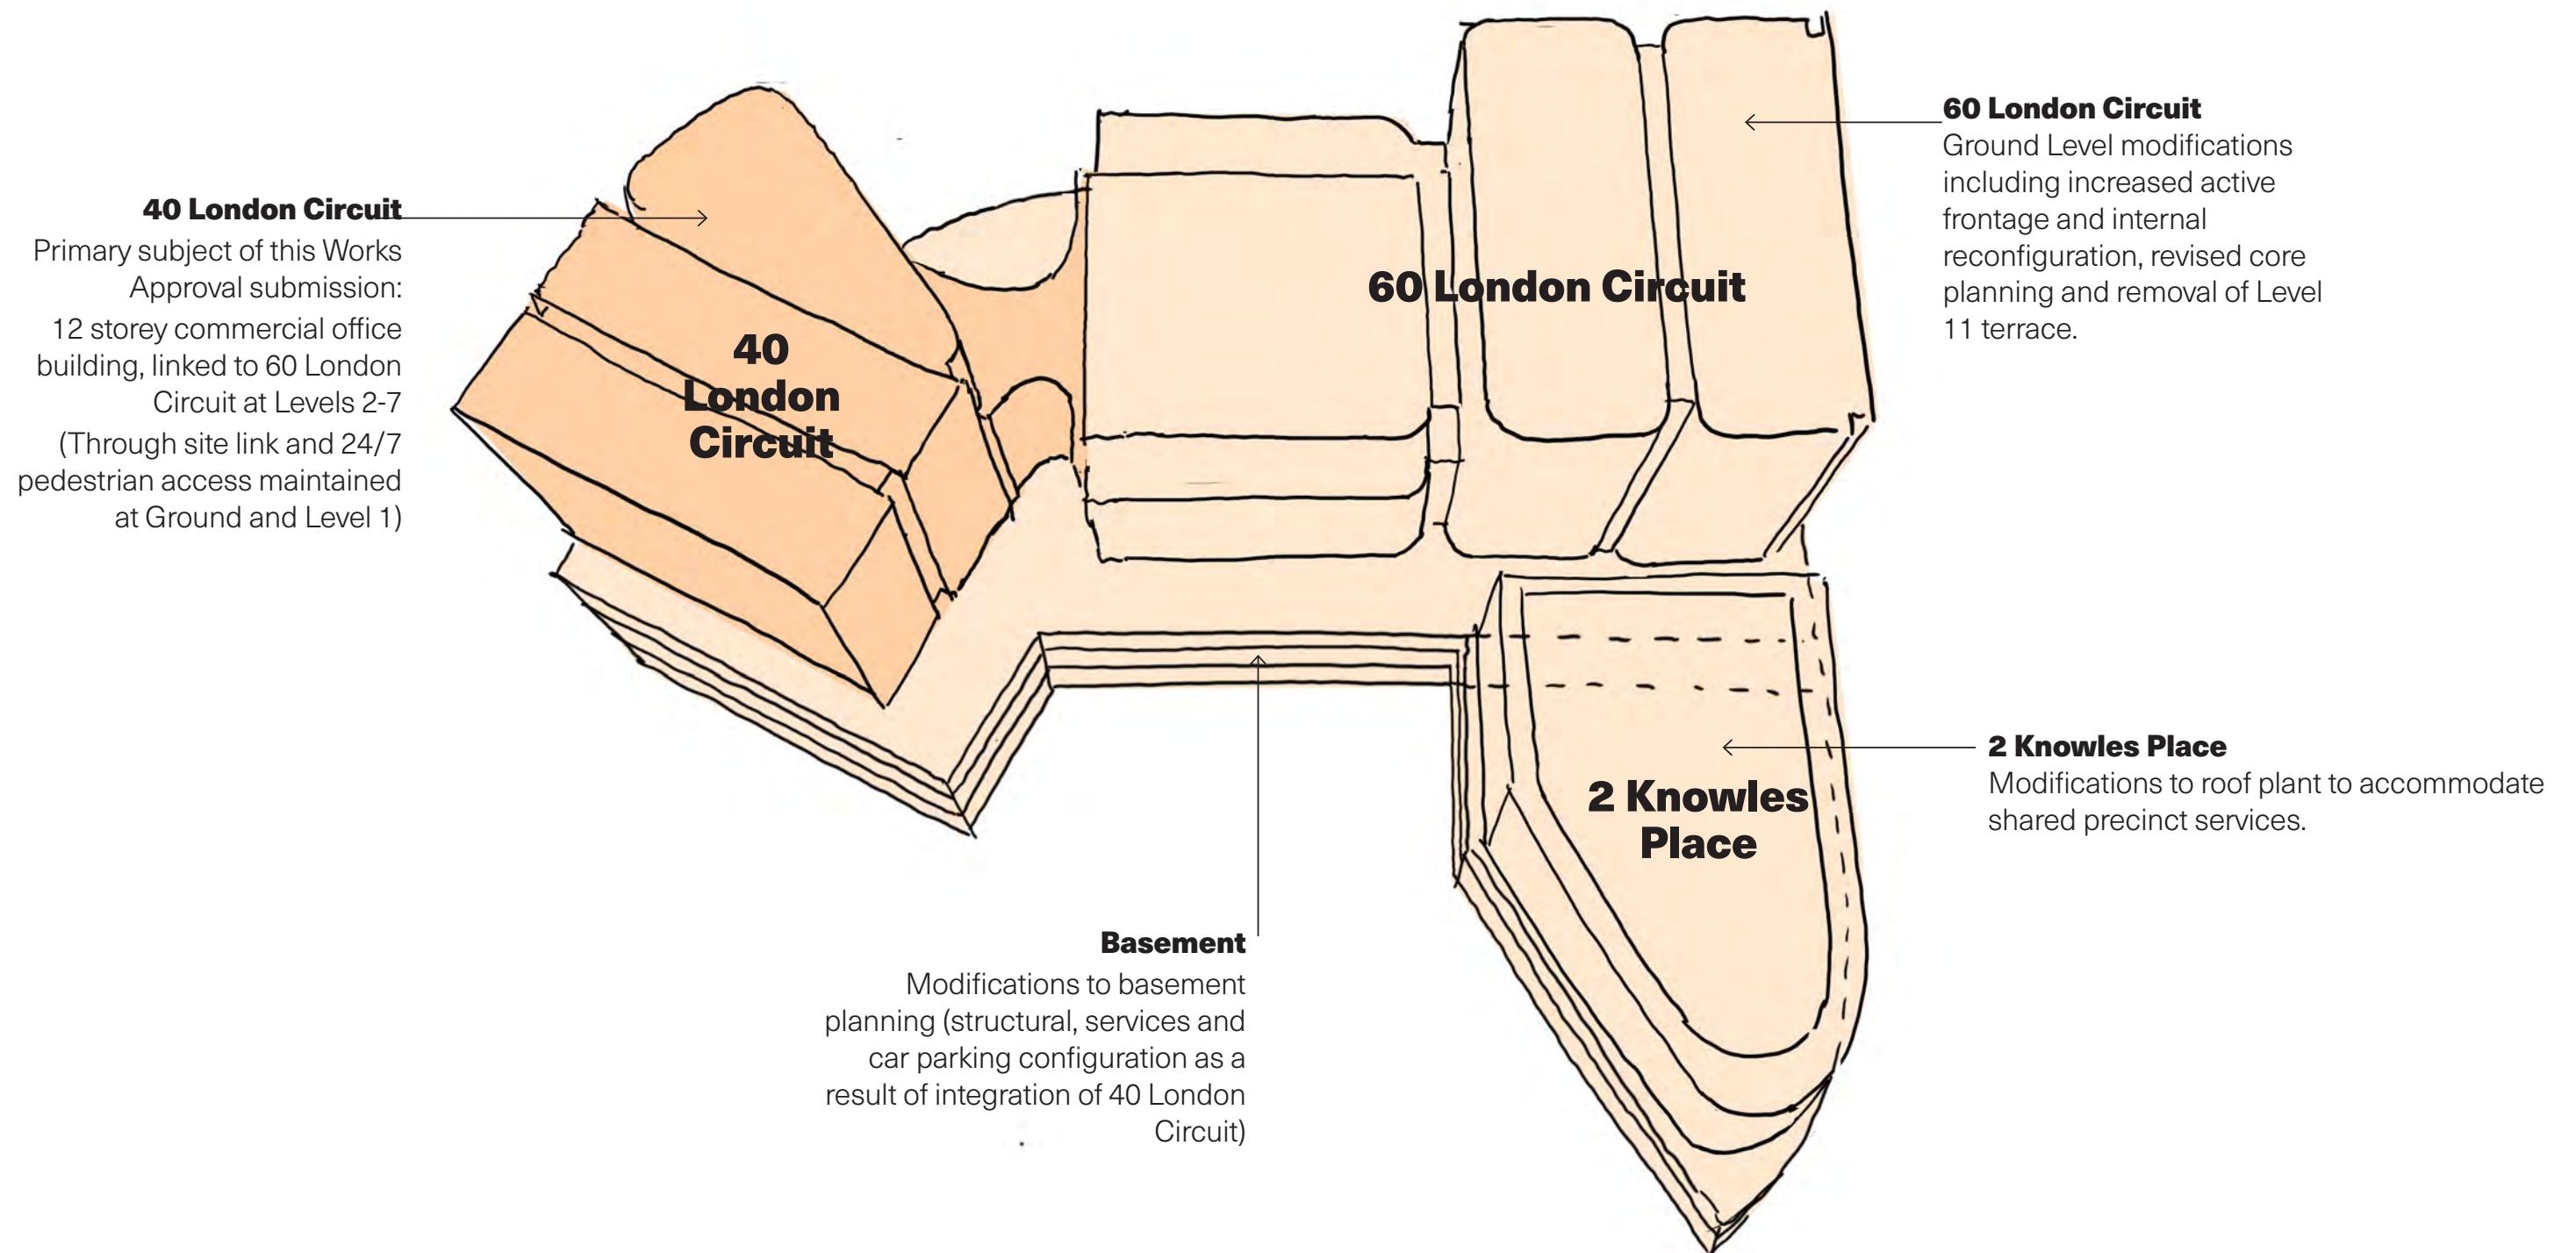 40 London Circuit
Primary subject of this Works
Approval submission:
12 storey commercial office
building, linked to 60 London
Circuit at Levels 2-7
(Through site link and 24/7
pedestrian access maintained
at Ground and Level 1)
40
London
Circuit
60 London Circuit
60 London Circuit
Ground Level modifications
including increased active
frontage and internal
reconfiguration, revised core
planning and removal of Level
11 terrace.
2 Knowles
Place
2 Knowles Place
Modifications to roof plant to accommodate
shared precinct services.
Basement
Modifications to basement
planning (structural, services and
car parking configuration as a
result of integration of 40 London
Circuit)